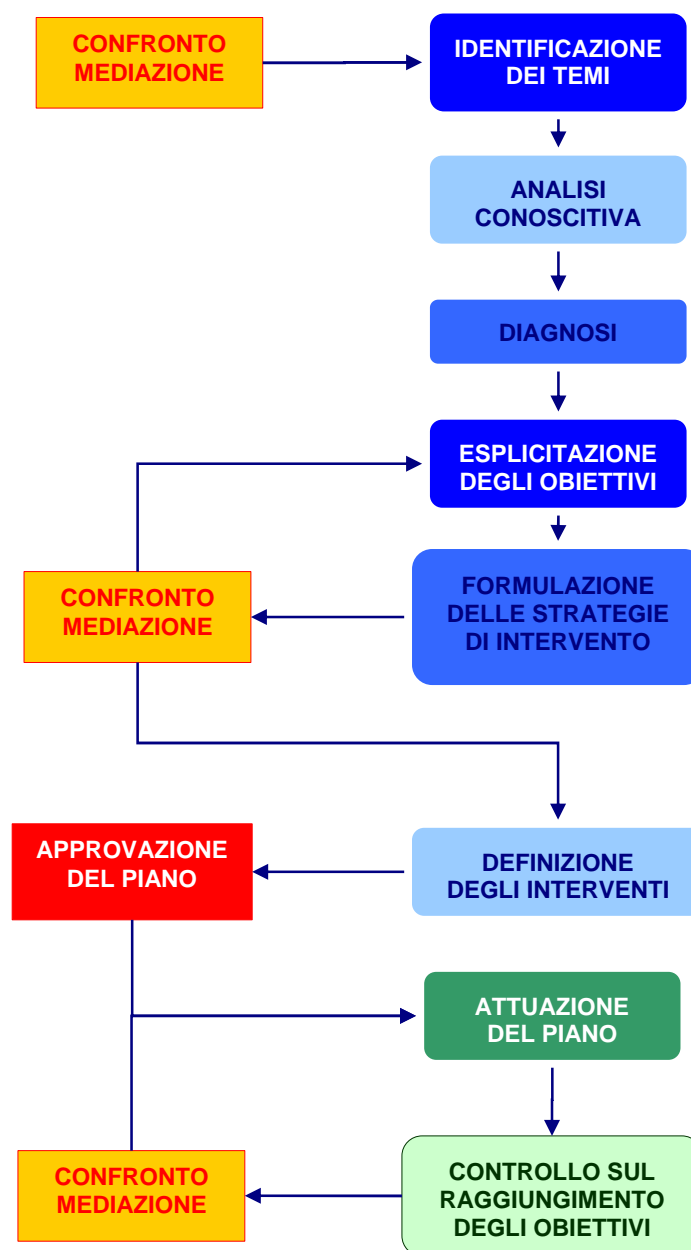 CONFRONTO
MEDIAZIONE
IDENTIFICAZIONE
DEI TEMI
ANALISI
CONOSCITIVA
DIAGNOSI
ESPLICITAZIONE
DEGLI OBIETTIVI
FORMULAZIONE
DELLE STRATEGIE
DI INTERVENTO
CONFRONTO
MEDIAZIONE
DEFINIZIONE
DEGLI INTERVENTI
APPROVAZIONE
DEL PIANO
ATTUAZIONE
DEL PIANO
CONTROLLO SUL
RAGGIUNGIMENTO
DEGLI OBIETTIVI
CONFRONTO
MEDIAZIONE